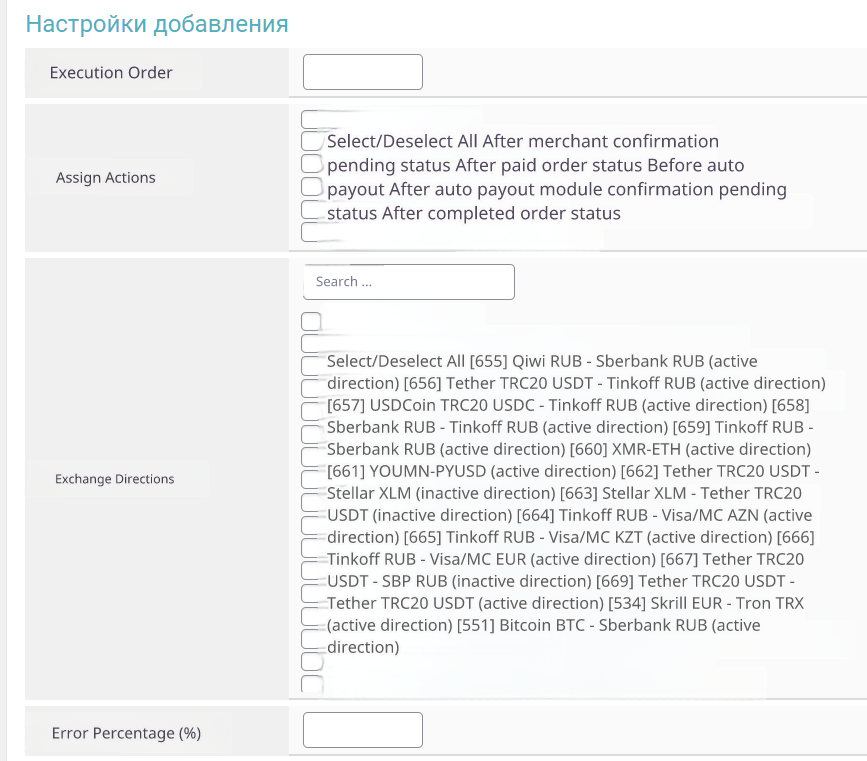 Настройки добавления
Execution Order
Assign Actions
Select/Deselect All After merchant confirmation
pending status After paid order status Before auto
payout After auto payout module confirmation pending
status After completed order status
Search ...
Exchange Directions
Select/Deselect All [655] Qiwi RUB - Sberbank RUB (active
direction) [656] Tether TRC20 USDT - Tinkoff RUB (active direction)
[657] USDCoin TRC20 USDC - Tinkoff RUB (active direction) [658]
Sberbank RUB - Tinkoff RUB (active direction) [659] Tinkoff RUB -
Sberbank RUB (active direction) [660] XMR-ETH (active direction)
[661] YOUMN-PYUSD (active direction) [662] Tether TRC20 USDT -
Stellar XLM (inactive direction) [663] Stellar XLM - Tether TRC20
USDT (inactive direction) [664] Tinkoff RUB - Visa/MC AZN (active
direction) [665] Tinkoff RUB - Visa/MC KZT (active direction) [666]
Tinkoff RUB - Visa/MC EUR (active direction) [667] Tether TRC20
USDT - SBP RUB (inactive direction) [669] Tether TRC20 USDT -
Tether TRC20 USDT (active direction) [534] Skrill EUR - Tron TRX
(active direction) [551] Bitcoin BTC - Sberbank RUB (active
direction)
Error Percentage (%)